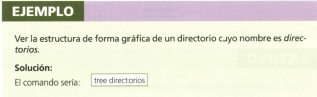 EJEMPLO
Ver la estructura de forma gráfica de un directorio cuyo nombre es direc-
torios.
Solución:
El comando sería: tree directorios